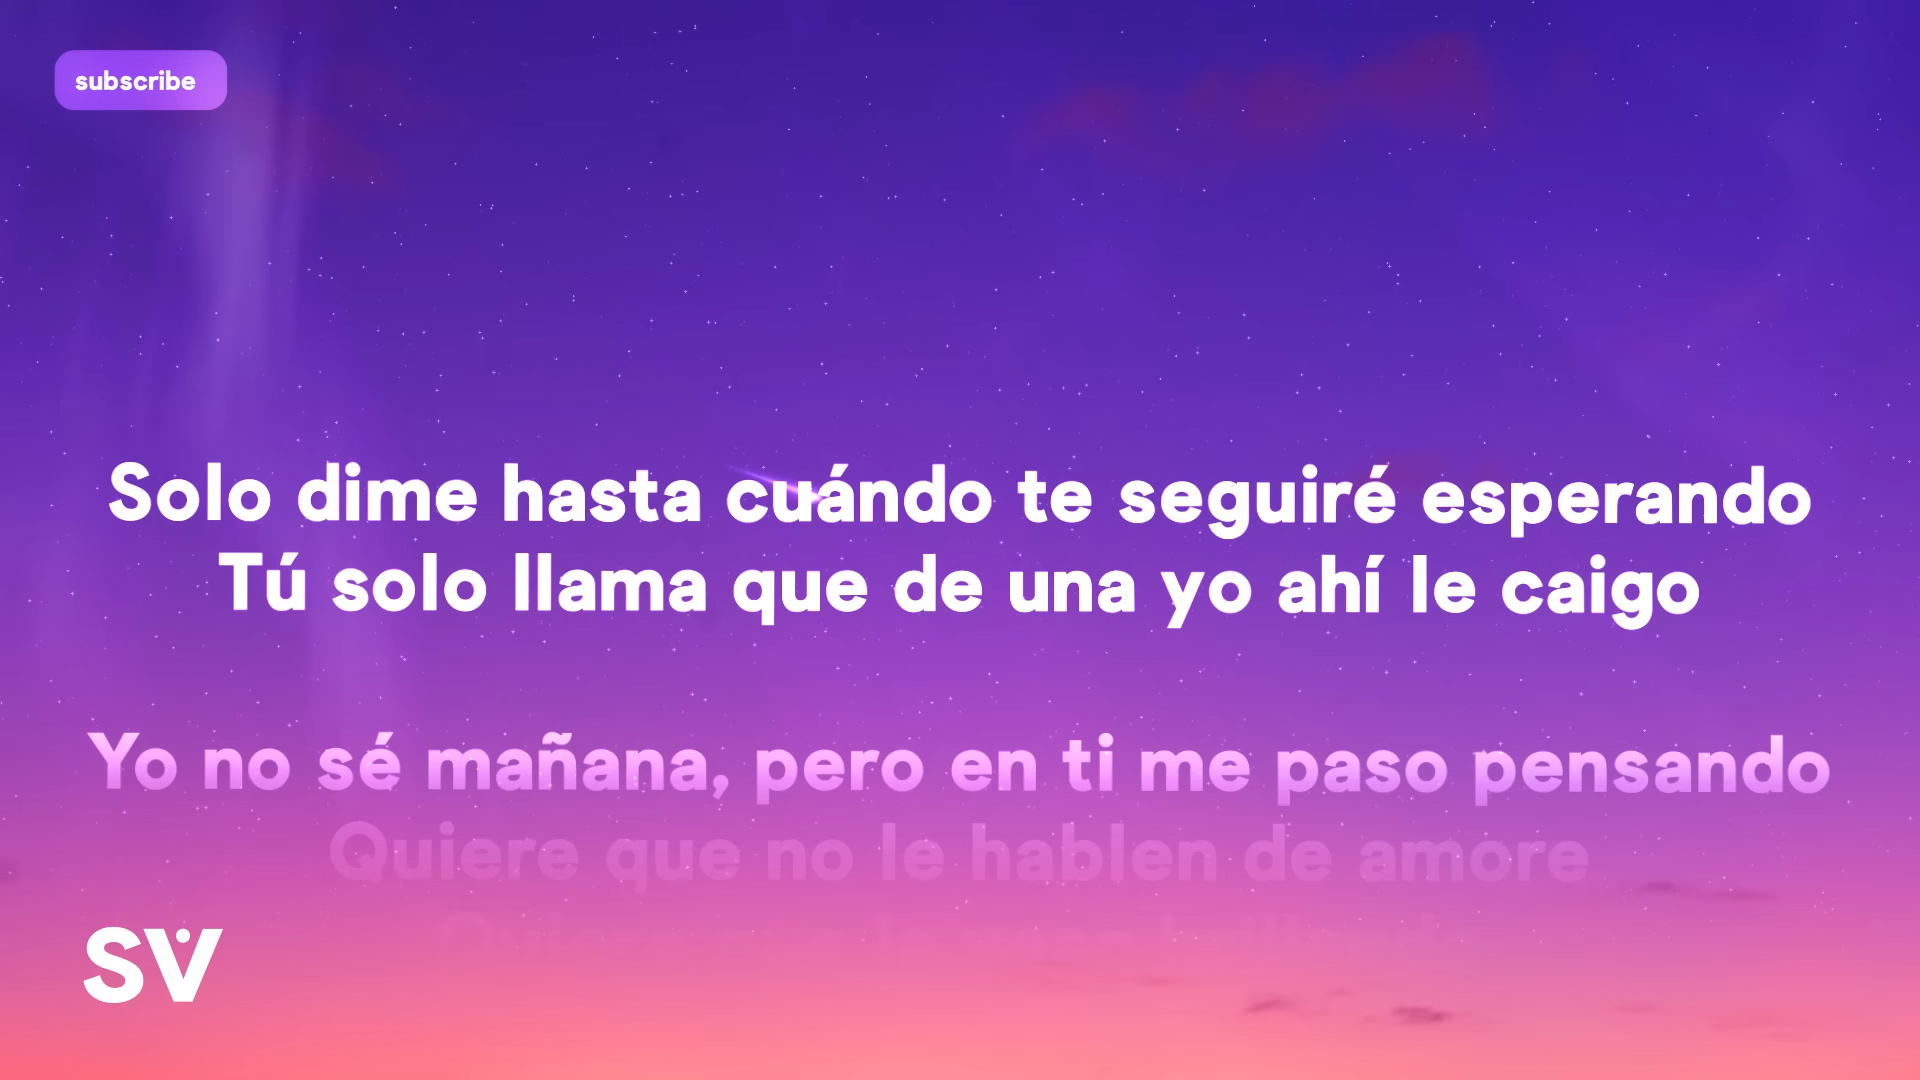 subscribe
Solo dime hasta cuándo te seguiré esperando
Tú solo llama que de una yo ahí le caigo
Yo no sé mañana, pero en ti me paso pensando
Quiere que no le hablen de amore
SV